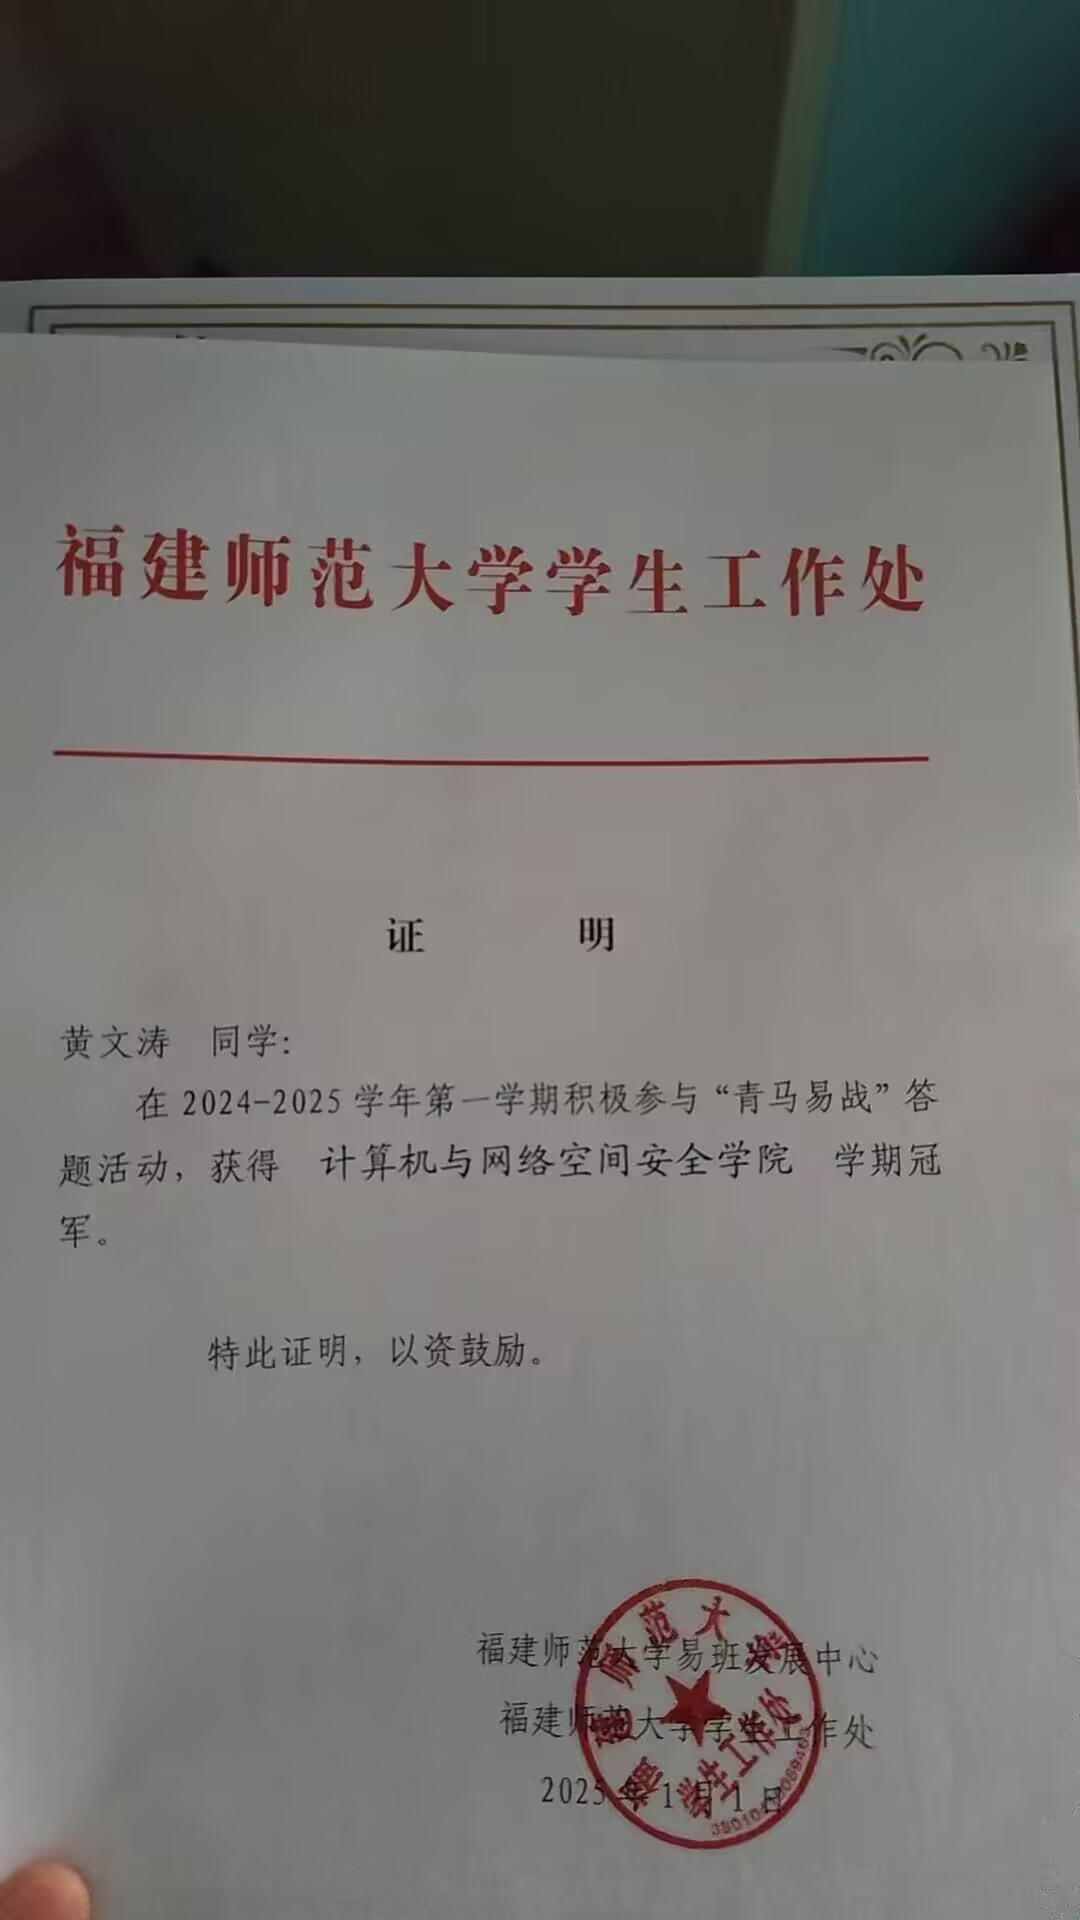 福建师范大学学生工作处
证 明
黄文涛 同学：
在 2024-2025 学年第一学期积极参与“青马易战”答
题活动，获得 计算机与网络空间安全学院 学期冠
军。
特此证明，以资鼓励。
福建师范大学易班发展中心
福建师范大学学生工作处
2025 年 1 月 1 日
福建师范大学
学生工作处